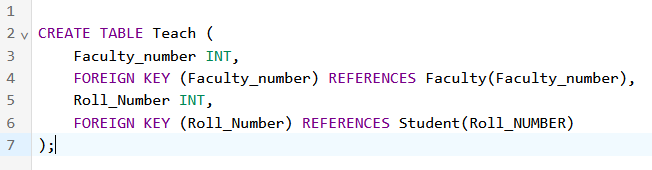 1
2 CREATE TABLE Teach (
3 Faculty_number INT,
4 FOREIGN KEY (Faculty_number) REFERENCES Faculty(Faculty_number),
5 Roll_Number INT,
6 FOREIGN KEY (Roll_Number) REFERENCES Student(Roll_NUMBER)
7 );